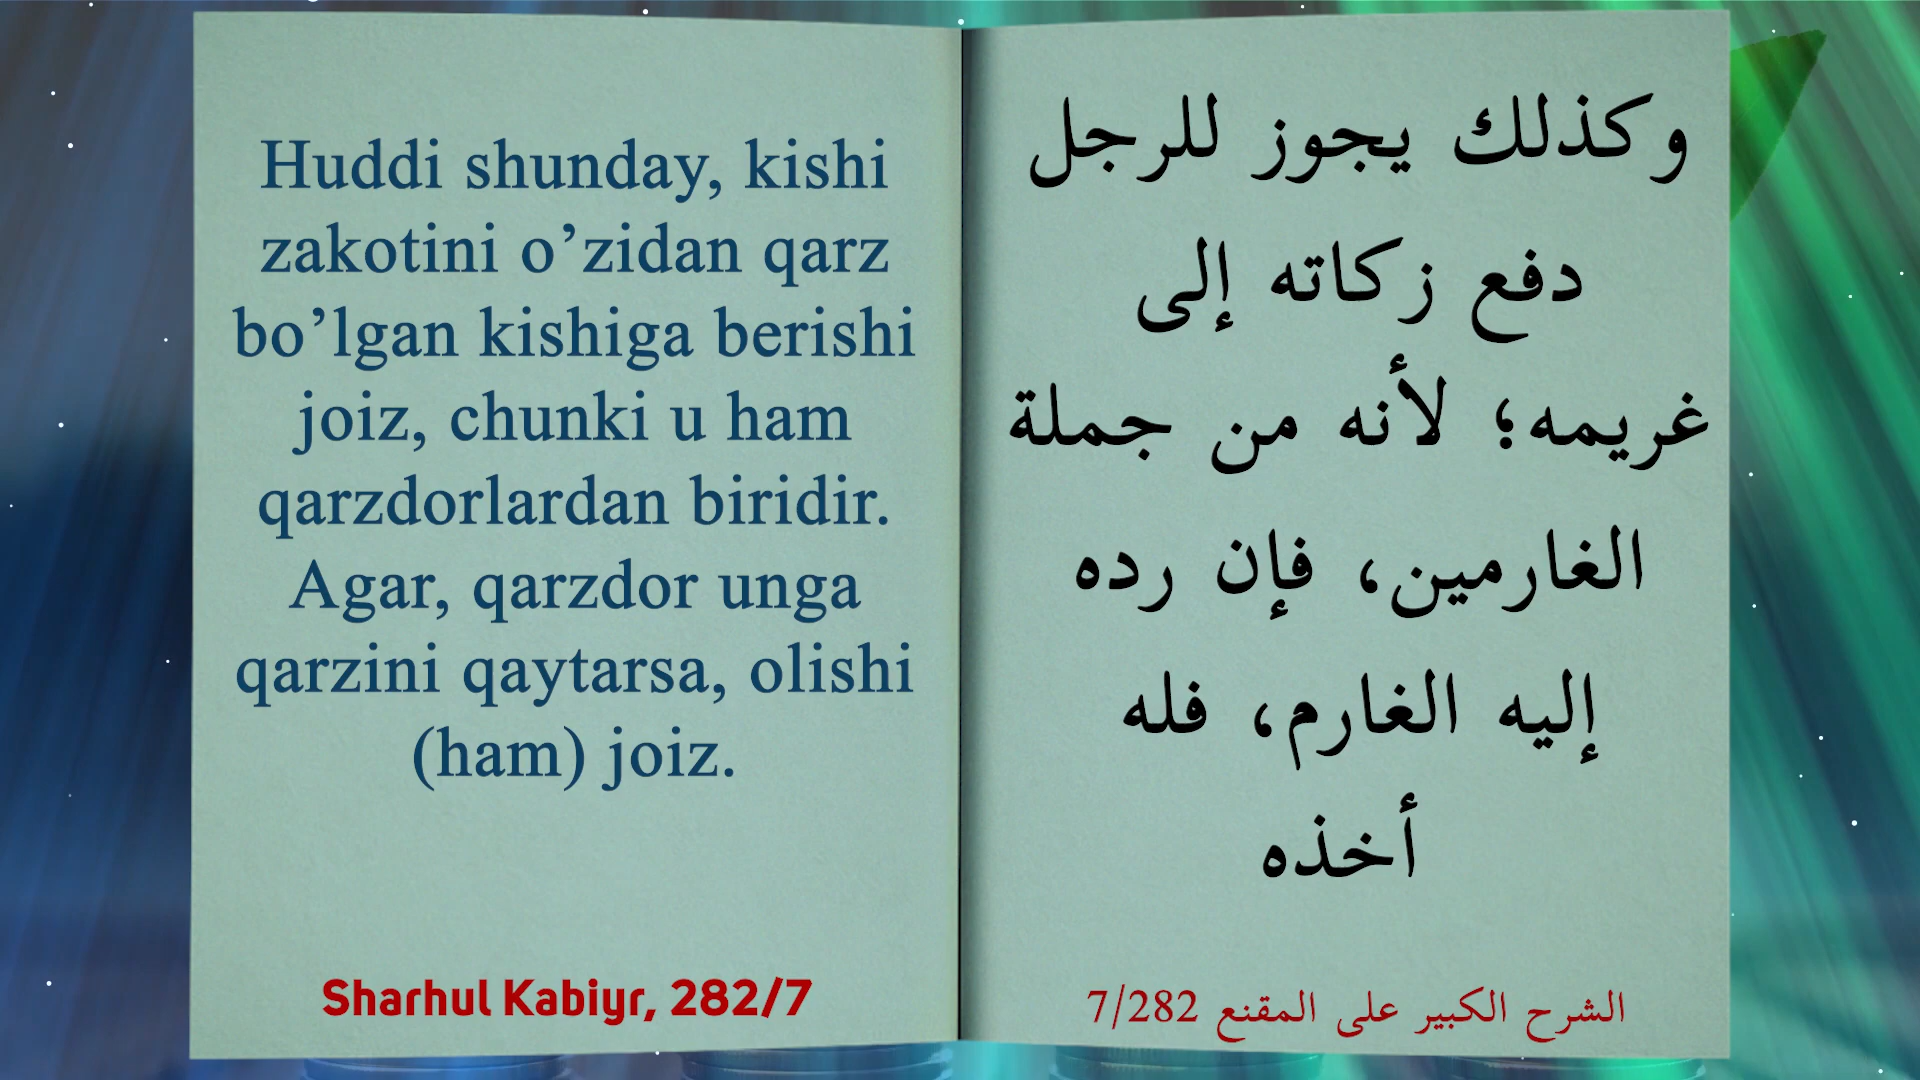 Huddi shunday, kishi
zakotini o’zidan qarz
bo’lgan kishiga berishi
joiz, chunki u ham
qarzdorlardan biridir.
Agar, qarzdor unga
qarzini qaytarsa, olishi
(ham) joiz.
Sharhul Kabiyr, 282/7
وكذلك يجوز للرجل
دفع زكاته إلى
غريمه؛ لأنه من جملة
الغارمين، فإن رده
إليه الغارم، فله
أخذه
الشرح الكبير على المقنع 7/282